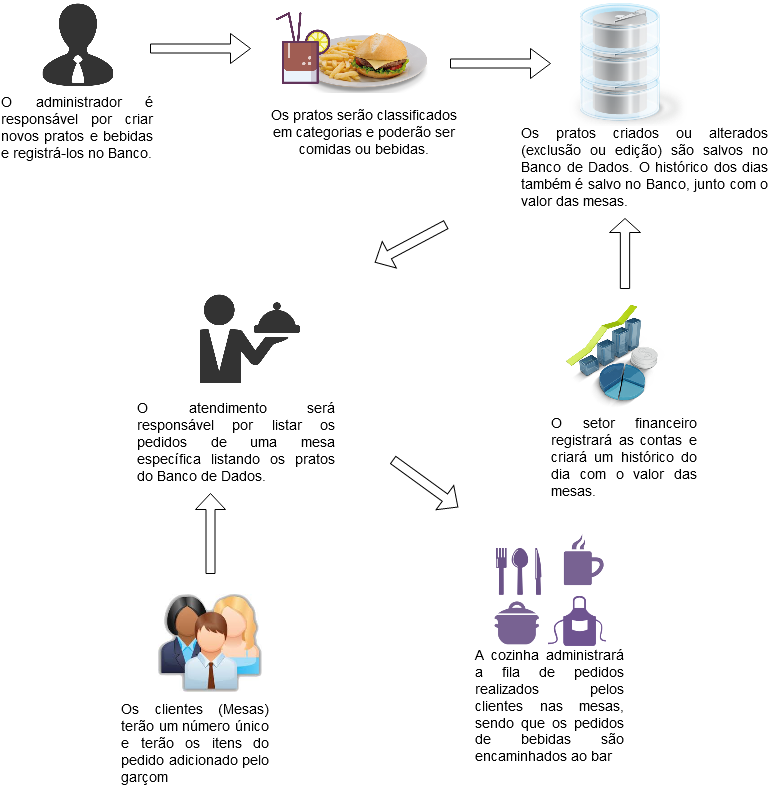 O administrador é
responsável por criar
novos pratos e bebidas
e registrá-los no Banco.
Os pratos serão classificados
em categorias e poderão ser
comidas ou bebidas.
Os pratos criados ou alterados
(exclusão ou edição) são salvos no
Banco de Dados. O histórico dos dias
também é salvo no Banco, junto com o
valor das mesas.
O atendimento será
responsável por listar os
pedidos de uma mesa
específica listando os pratos
do Banco de Dados.
O setor financeiro
registrará as contas e
criará um histórico do
dia com o valor das
mesas.
Os clientes (Mesas)
terão um número único
e terão os itens do
pedido adicionado pelo
garçom
A cozinha administrará
a fila de pedidos
realizados pelos
clientes nas mesas,
sendo que os pedidos
de bebidas são
encaminhados ao bar